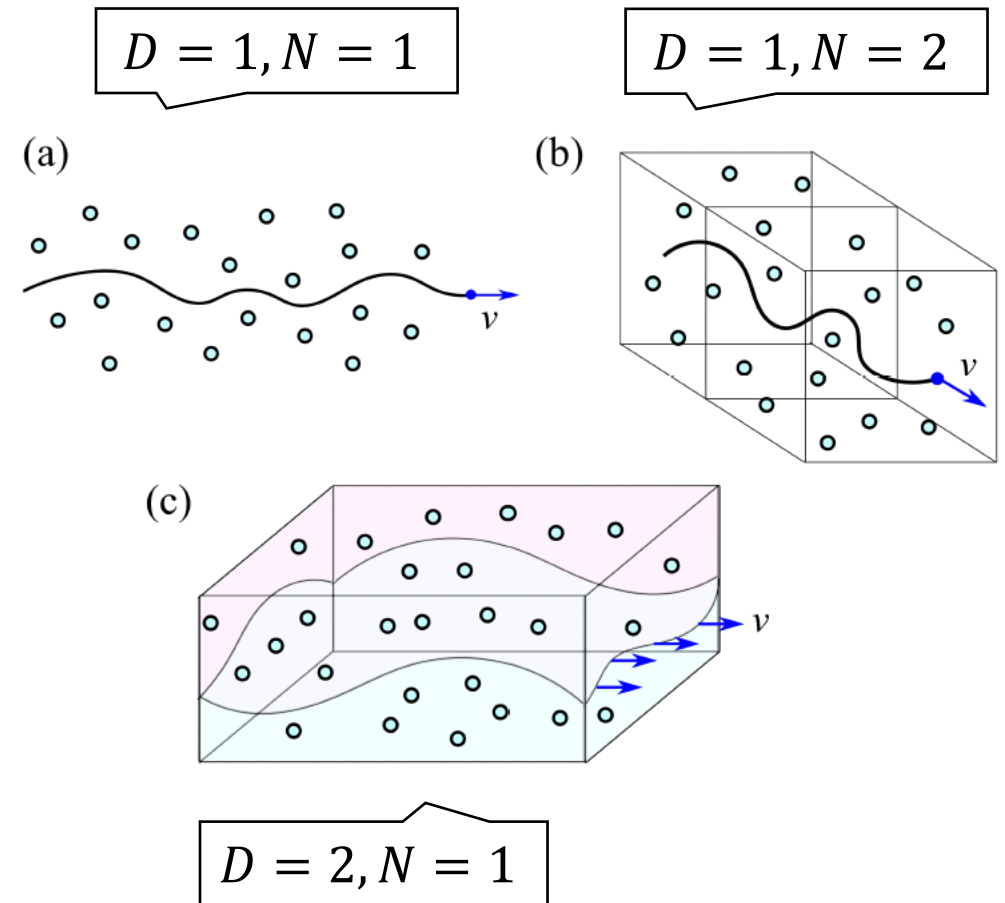 D = 1, N = 1
D = 1, N = 2
(a)
(b)
v
v
(c)
v
D = 2, N = 1